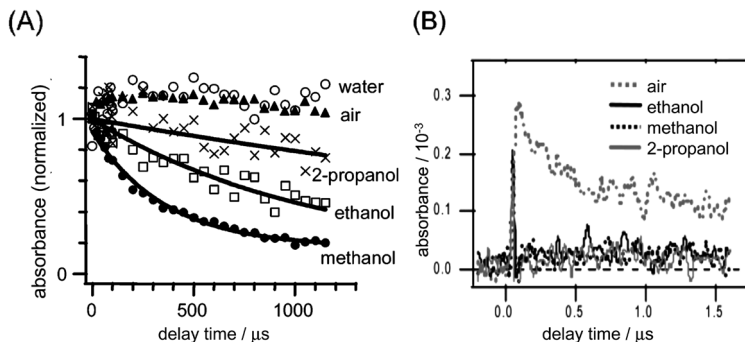 (A)
absorbance (normalized)
1
0
water
air
2-propanol
ethanol
methanol
0
500
1000
delay time / μs
(B)
absorbance / 10⁻³
0.3
0.2
0.1
0.0
air
ethanol
methanol
2-propanol
0.0
0.5
1.0
1.5
delay time / μs